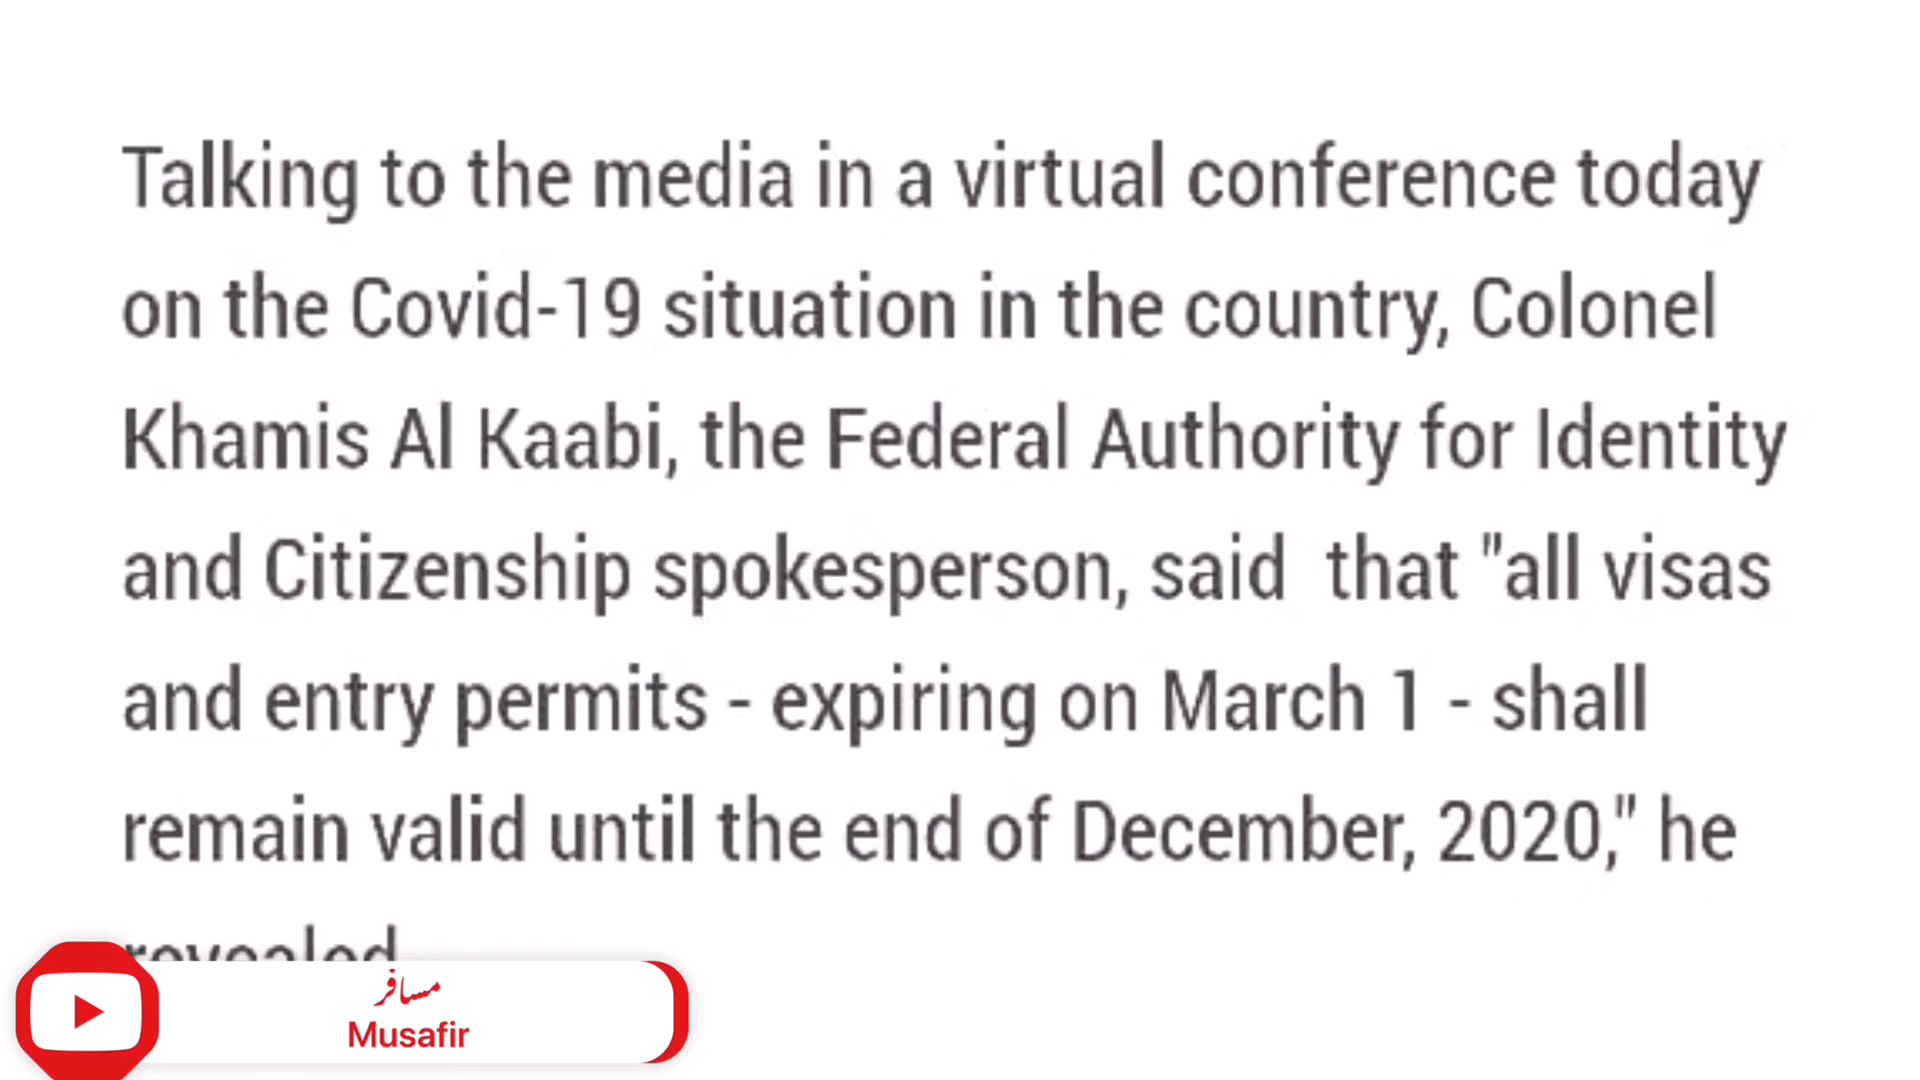 Talking to the media in a virtual conference today
on the Covid-19 situation in the country, Colonel
Khamis Al Kaabi, the Federal Authority for Identity
and Citizenship spokesperson, said  that "all visas
and entry permits - expiring on March 1 - shall
remain valid until the end of December, 2020," he
revealed
مسافر
Musafir